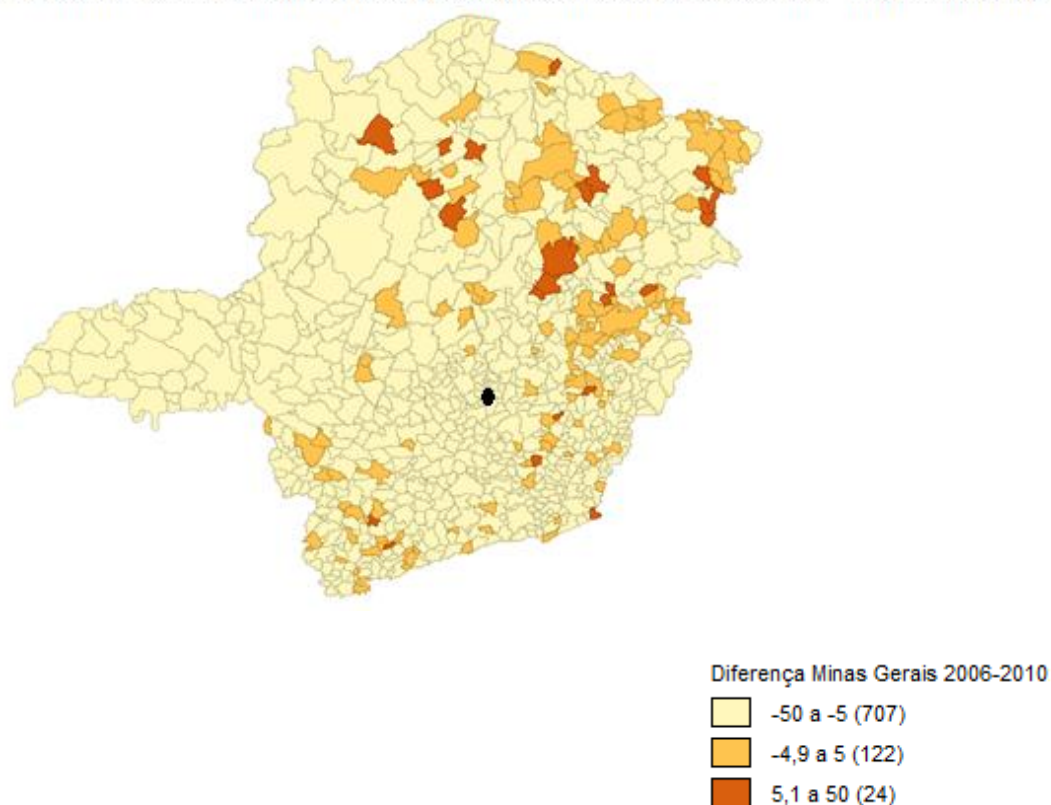 Diferença Minas Gerais 2006-2010
-50 a -5 (707)
-4,9 a 5 (122)
5,1 a 50 (24)